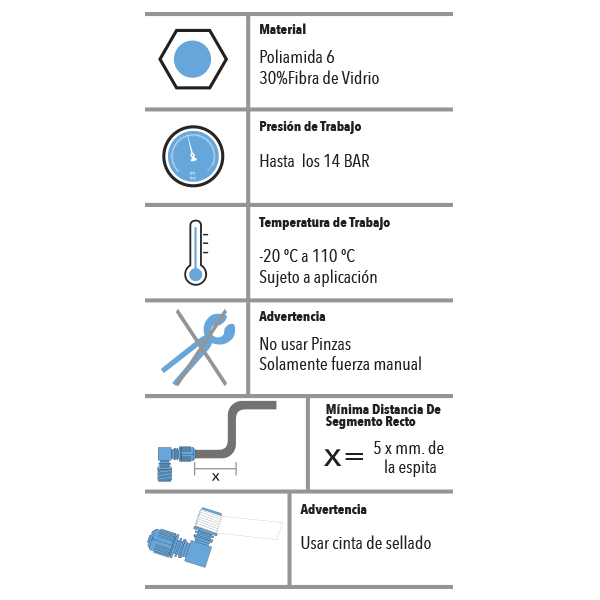 Material
Poliamida 6
30%Fibra de Vidrio
Presión de Trabajo
Hasta los 14 BAR
Temperatura de Trabajo
-20 ºC a 110 ºC
Sujeto a aplicación
Advertencia
No usar Pinzas
Solamente fuerza manual
Mínima Distancia De
Segmento Recto
x= 5 x mm. de
la espita
x
Advertencia
Usar cinta de sellado